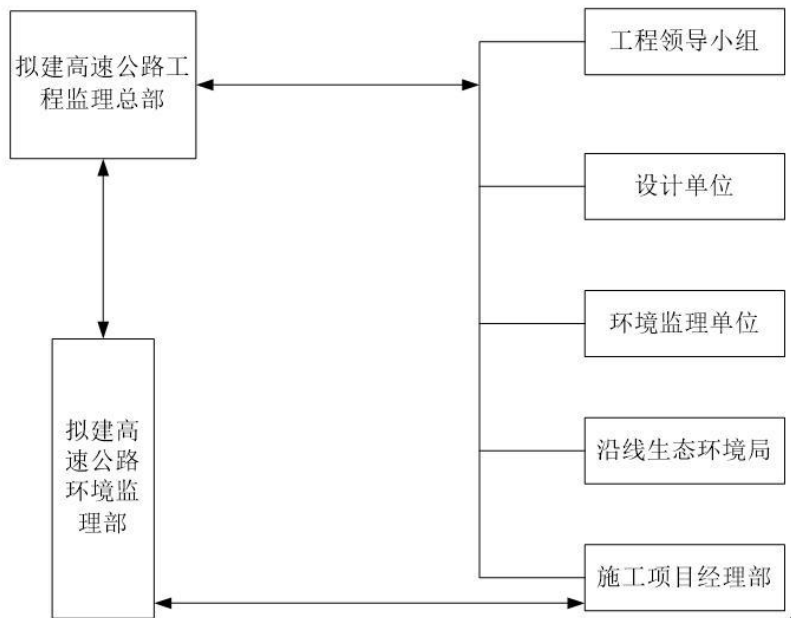 拟建高速公路工
程监理总部
工程领导小组
设计单位
环境监理单位
沿线生态环境局
施工项目经理部
拟建高
速公路
环境监
理部